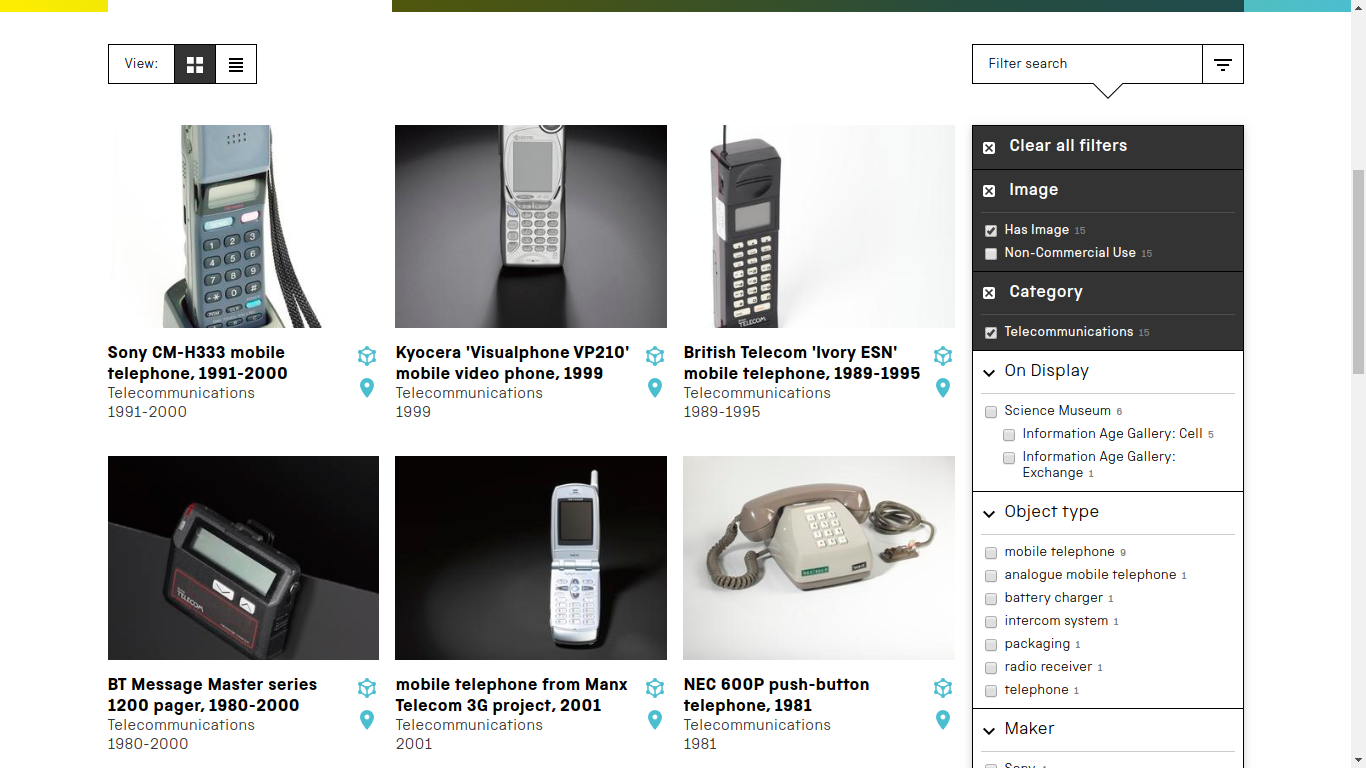 View:
Filter search
Sony CM-H333 mobile
telephone, 1991-2000
Telecommunications
1991-2000
Kyocera 'Visualphone VP210'
mobile video phone, 1999
Telecommunications
1999
British Telecom 'Ivory ESN'
mobile telephone, 1989-1995
Telecommunications
1989-1995
TELECOM
BT Message Master series
1200 pager, 1980-2000
Telecommunications
1980-2000
mobile telephone from Manx
Telecom 3G project, 2001
Telecommunications
2001
NEC 600P push-button
telephone, 1981
Telecommunications
1981
TELECOM
Clear all filters
Image
Has Image 15
Non-Commercial Use 15
Category
Telecommunications 15
On Display
Science Museum 6
Information Age Gallery: Cell 5
Information Age Gallery:
Exchange 1
Object type
mobile telephone 9
analogue mobile telephone 1
battery charger 1
intercom system 1
packaging 1
radio receiver 1
telephone 1
Maker